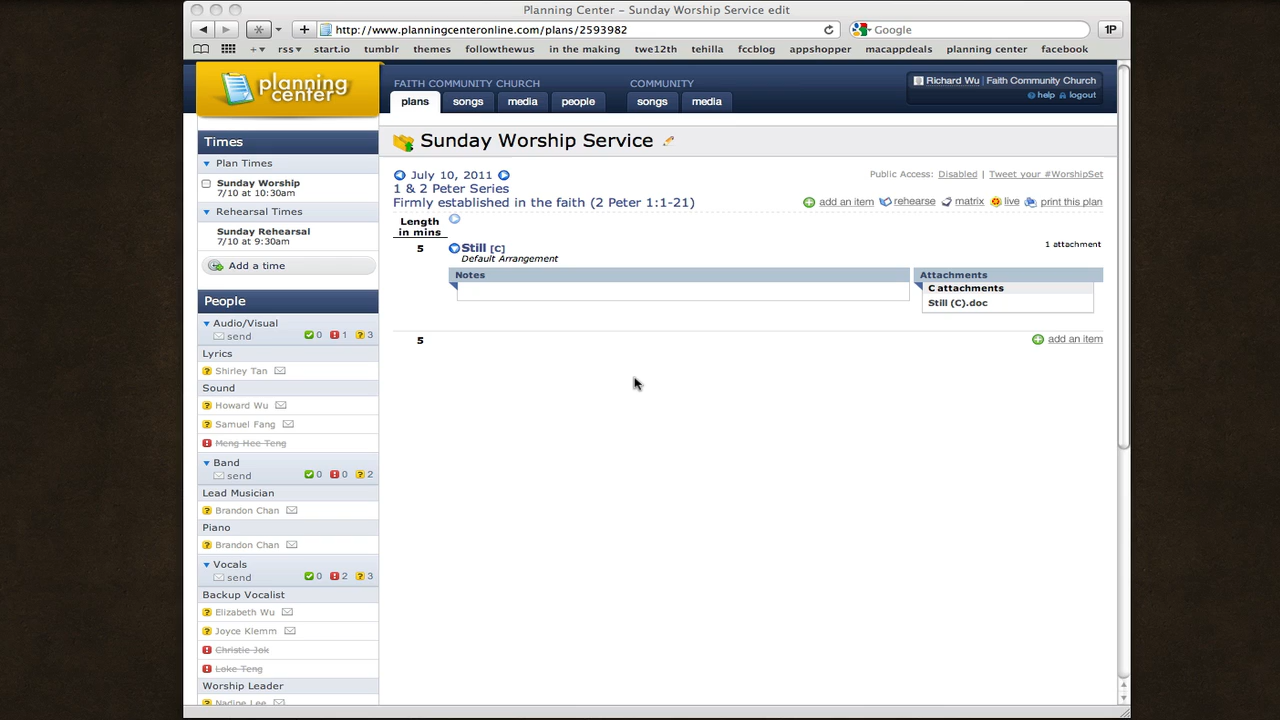 Planning Center – Sunday Worship Service edit
http://www.planningcenteronline.com/plans/2593982
Google
1P
rss
start.io
tumblr
themes
followthewus
in the making
twe12th
tehilla
fccblog
appshopper
macappdeals
planning center
facebook
planning center
FAITH COMMUNITY CHURCH
COMMUNITY
plans
songs
media
people
songs
media
Richard Wu | Faith Community Church
help
logout
Times
Plan Times
Sunday Worship
7/10 at 10:30am
Rehearsal Times
Sunday Rehearsal
7/10 at 9:30am
Add a time
People
Audio/Visual
send
0
1
3
Lyrics
Shirley Tan
Sound
Howard Wu
Samuel Fang
Meng Hee Teng
Band
send
0
0
2
Lead Musician
Brandon Chan
Piano
Brandon Chan
Vocals
send
0
2
3
Backup Vocalist
Elizabeth Wu
Joyce Klemm
Christie Jok
Loke Teng
Worship Leader
Nadine Lee
Sunday Worship Service
July 10, 2011
Public Access: Disabled | Tweet your #WorshipSet
1 & 2 Peter Series
Firmly established in the faith (2 Peter 1:1-21)
add an item
rehearse
matrix
live
print this plan
Length
in mins
5
Still [C]
1 attachment
Default Arrangement
Notes
Attachments
C attachments
Still (C).doc
5
add an item